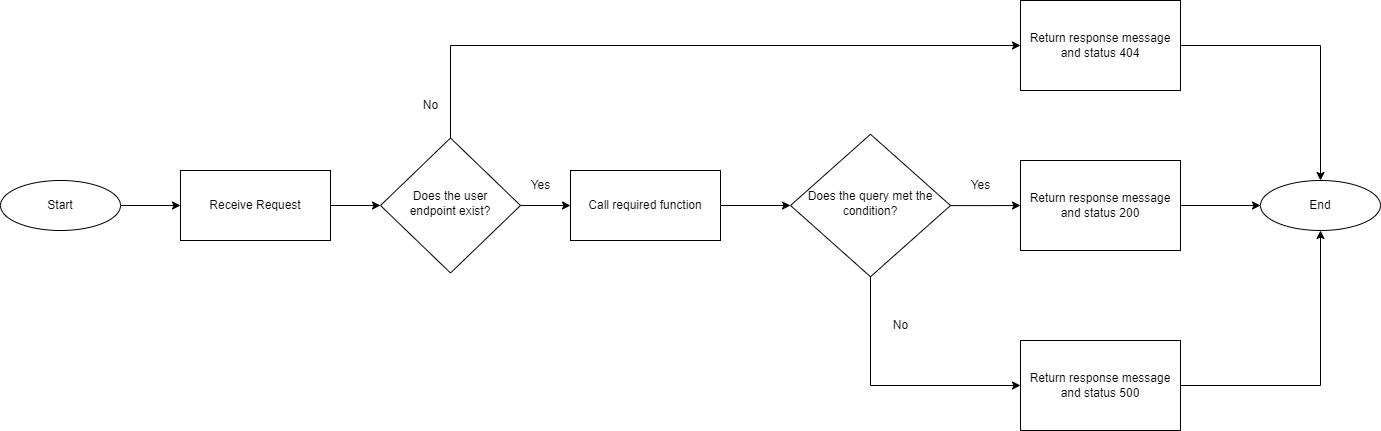 Start
Receive Request
Does the user
endpoint exist?
No
Yes
Call required function
Does the query met the
condition?
Yes
No
Return response message
and status 404
Return response message
and status 200
Return response message
and status 500
End